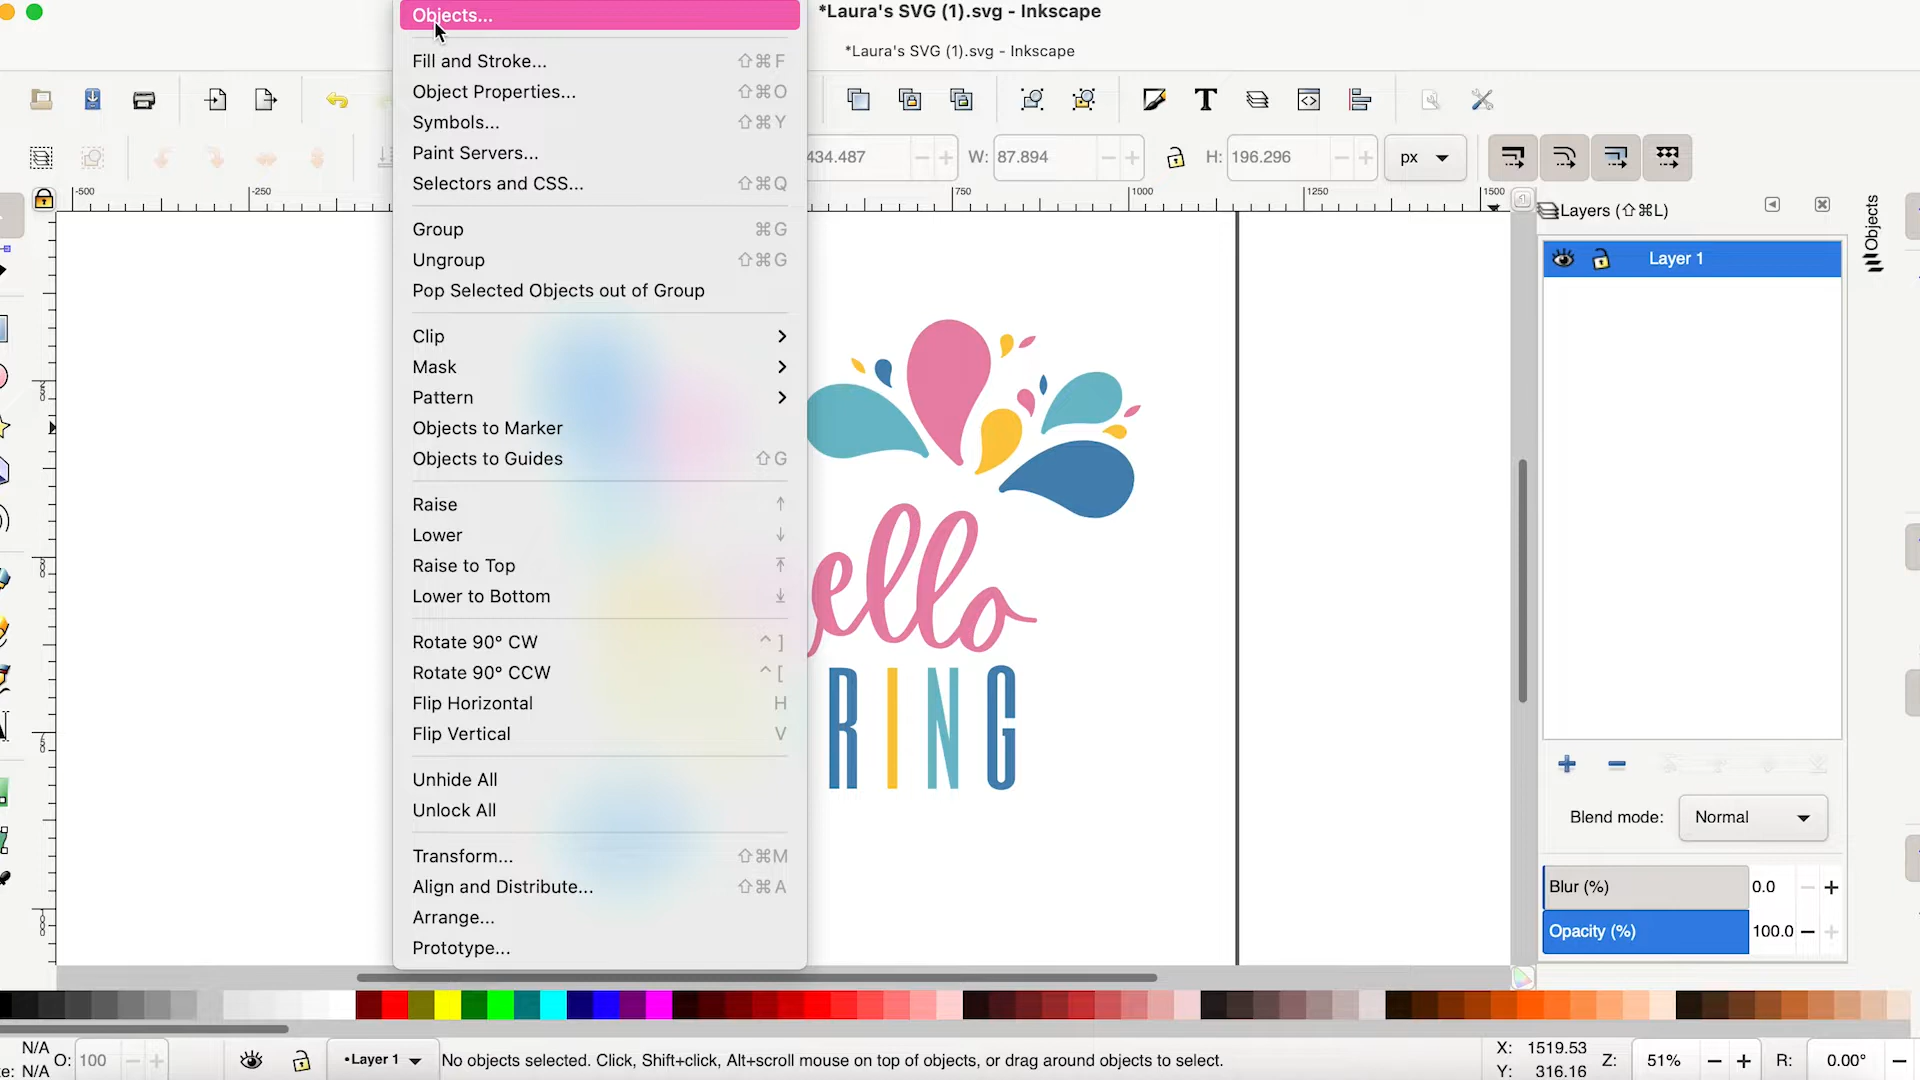 Objects...
*Laura's SVG (1).svg - Inkscape
*Laura's SVG (1).svg - Inkscape
Fill and Stroke... ⇧⌘F
Object Properties... ⇧⌘O
Symbols... ⇧⌘Y
Paint Servers...
Selectors and CSS... ⇧⌘Q
Group ⌘G
Ungroup ⇧⌘G
Pop Selected Objects out of Group
Clip
Mask
Pattern
Objects to Marker
Objects to Guides ⇧G
Raise ↑
Lower ↓
Raise to Top
Lower to Bottom
Rotate 90° CW ^ ]
Rotate 90° CCW ^ [
Flip Horizontal H
Flip Vertical V
Unhide All
Unlock All
Transform... ⇧⌘M
Align and Distribute... ⇧⌘A
Arrange...
Prototype...
434.487 − + W: 87.894 − + H: 196.296 − + px
-500 -250 750 1000 1250 1500
Layers (⇧⌘L)
Objects
Layer 1
ello
RING
Blend mode: Normal
Blur (%) 0.0 − +
Opacity (%) 100.0 − +
N/A
N/A
O: 100 − +
•Layer 1
No objects selected. Click, Shift+click, Alt+scroll mouse on top of objects, or drag around objects to select.
X: 1519.53
Y: 316.16
Z: 51% − + R: 0.00° −